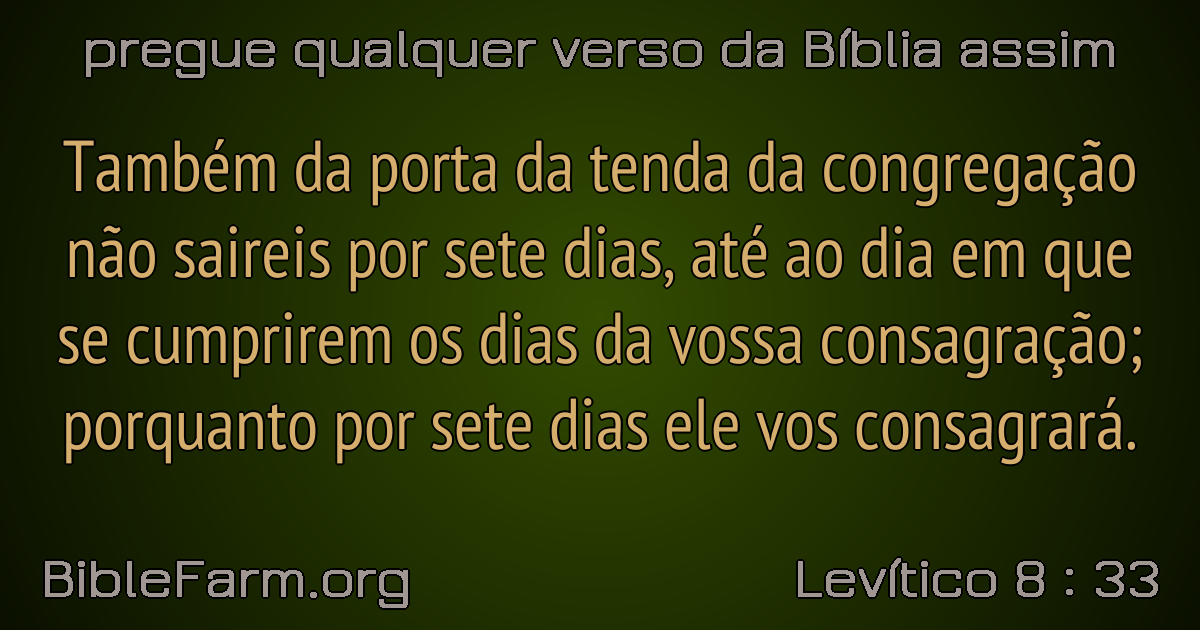 pregue qualquer verso da Bíblia assim
Também da porta da tenda da congregação
não saireis por sete dias, até ao dia em que
se cumprirem os dias da vossa consagração;
porquanto por sete dias ele vos consagrará.
BibleFarm.org
Levítico 8 : 33